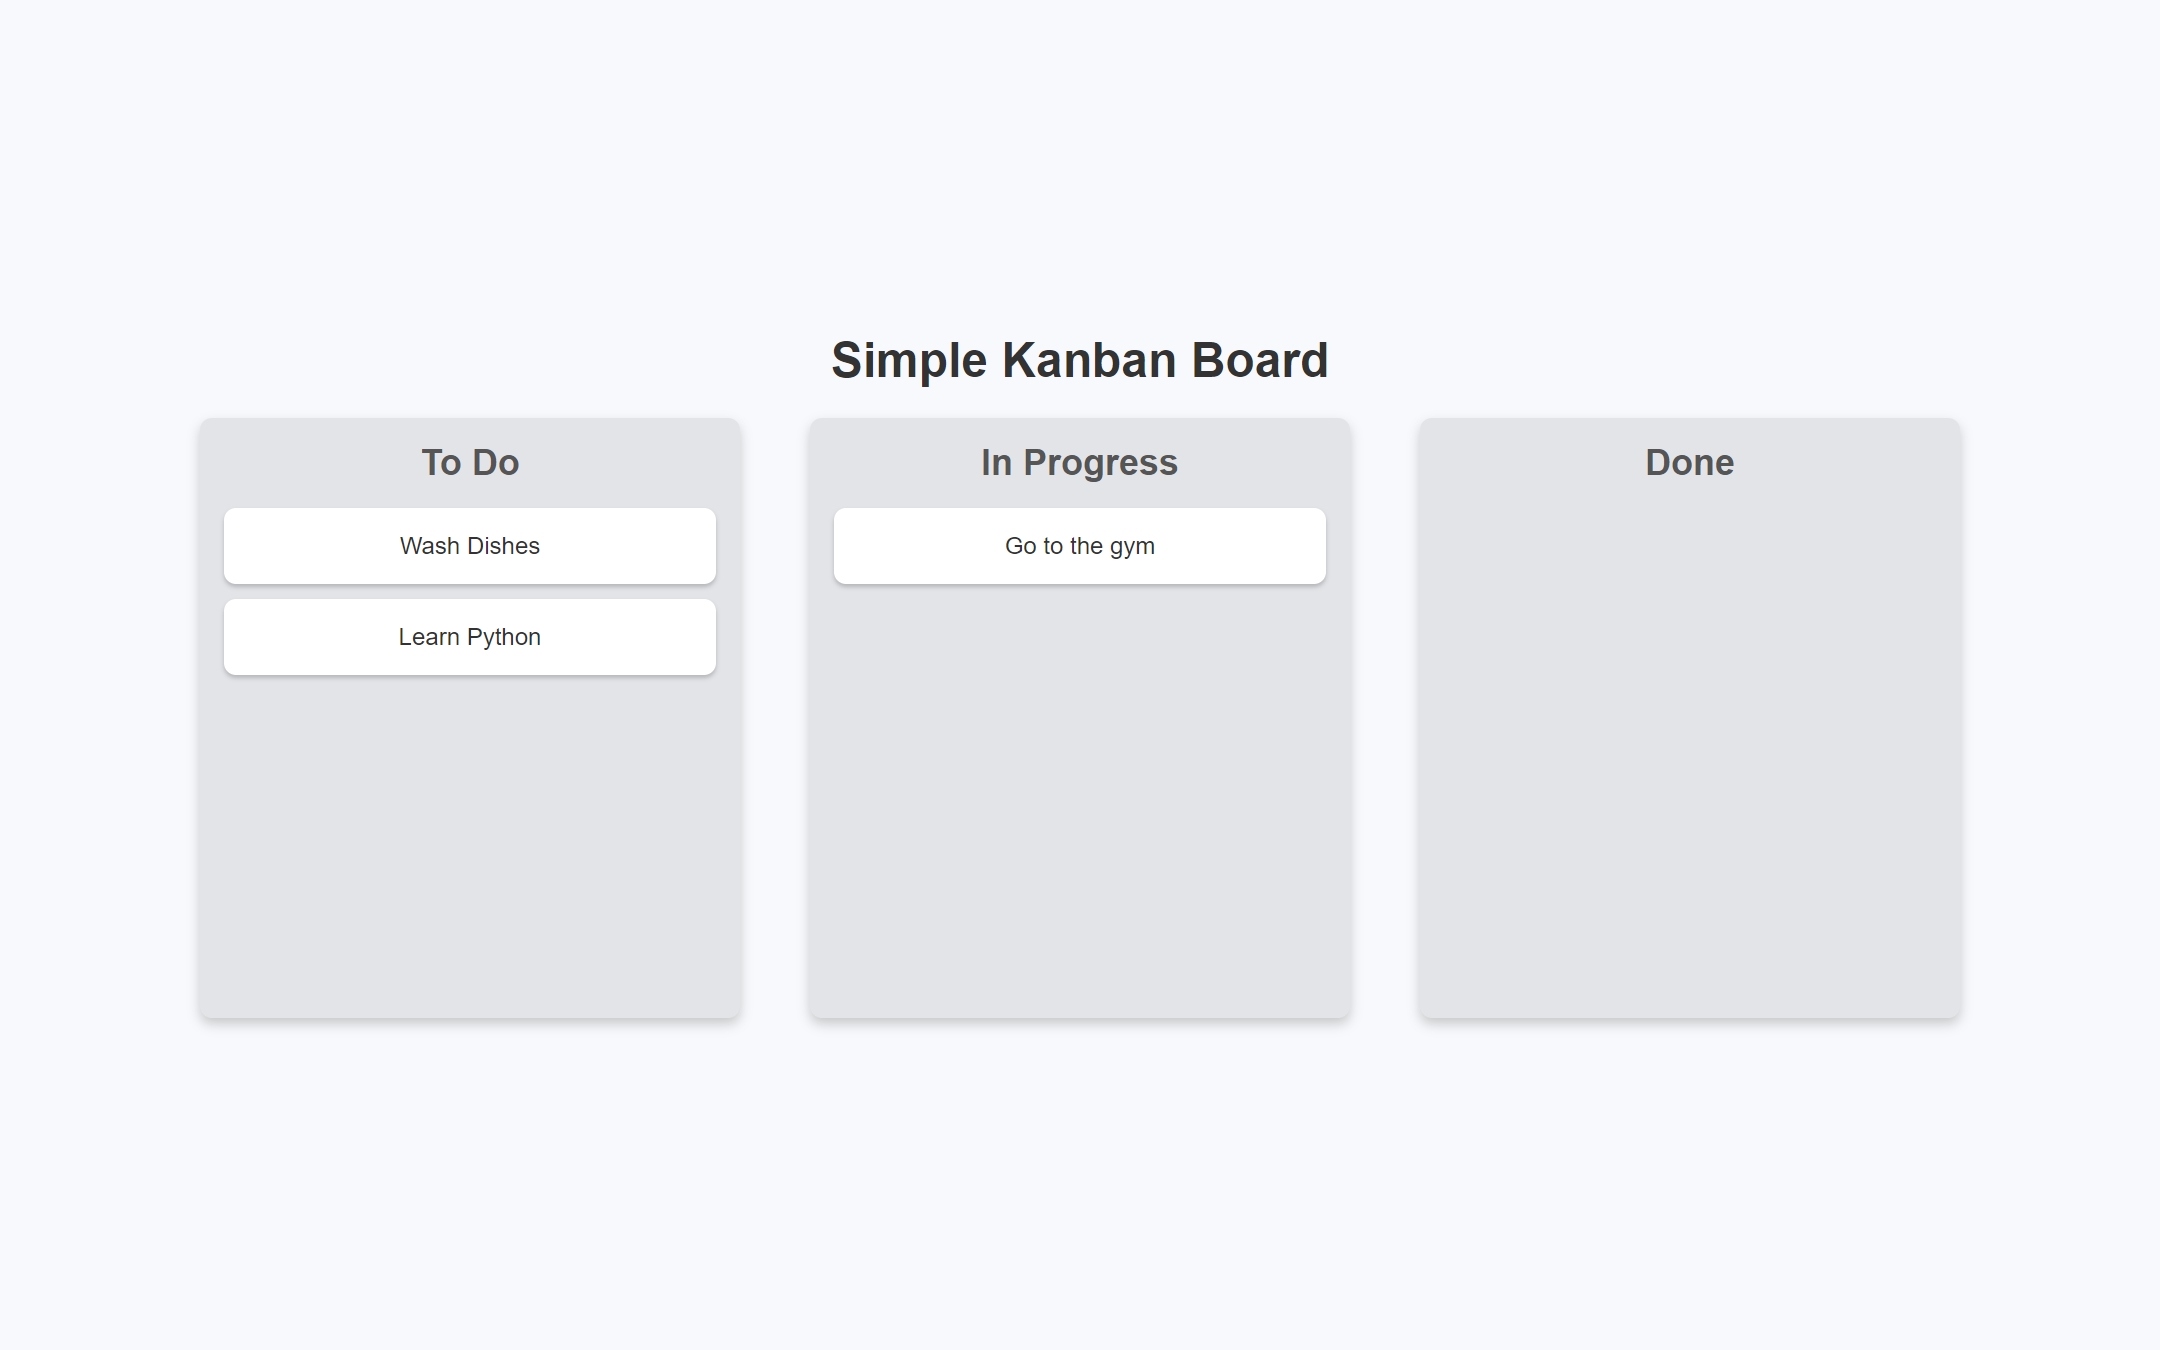 Simple Kanban Board
To Do
Wash Dishes
Learn Python
In Progress
Go to the gym
Done